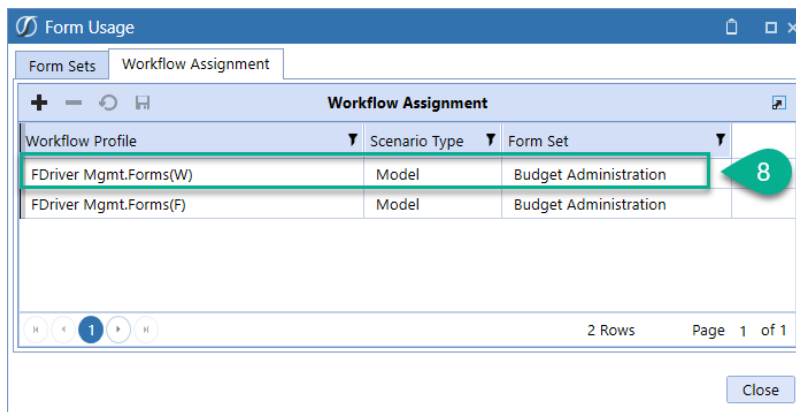 Form Usage
Form Sets Workflow Assignment
Workflow Assignment
Workflow Profile Scenario Type Form Set
FDriver Mgmt.Forms(W) Model Budget Administration 8
FDriver Mgmt.Forms(F) Model Budget Administration
1 2 Rows Page 1 of 1
Close